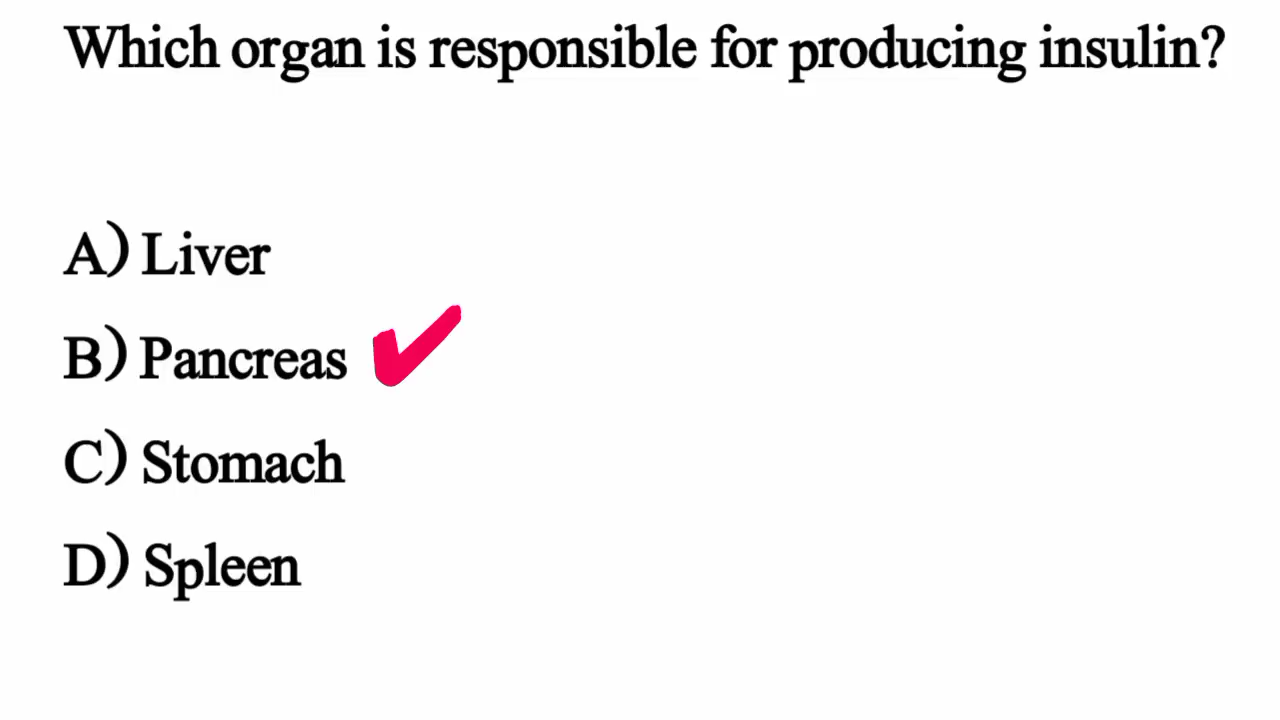 Which organ is responsible for producing insulin?
A) Liver
B) Pancreas
C) Stomach
D) Spleen